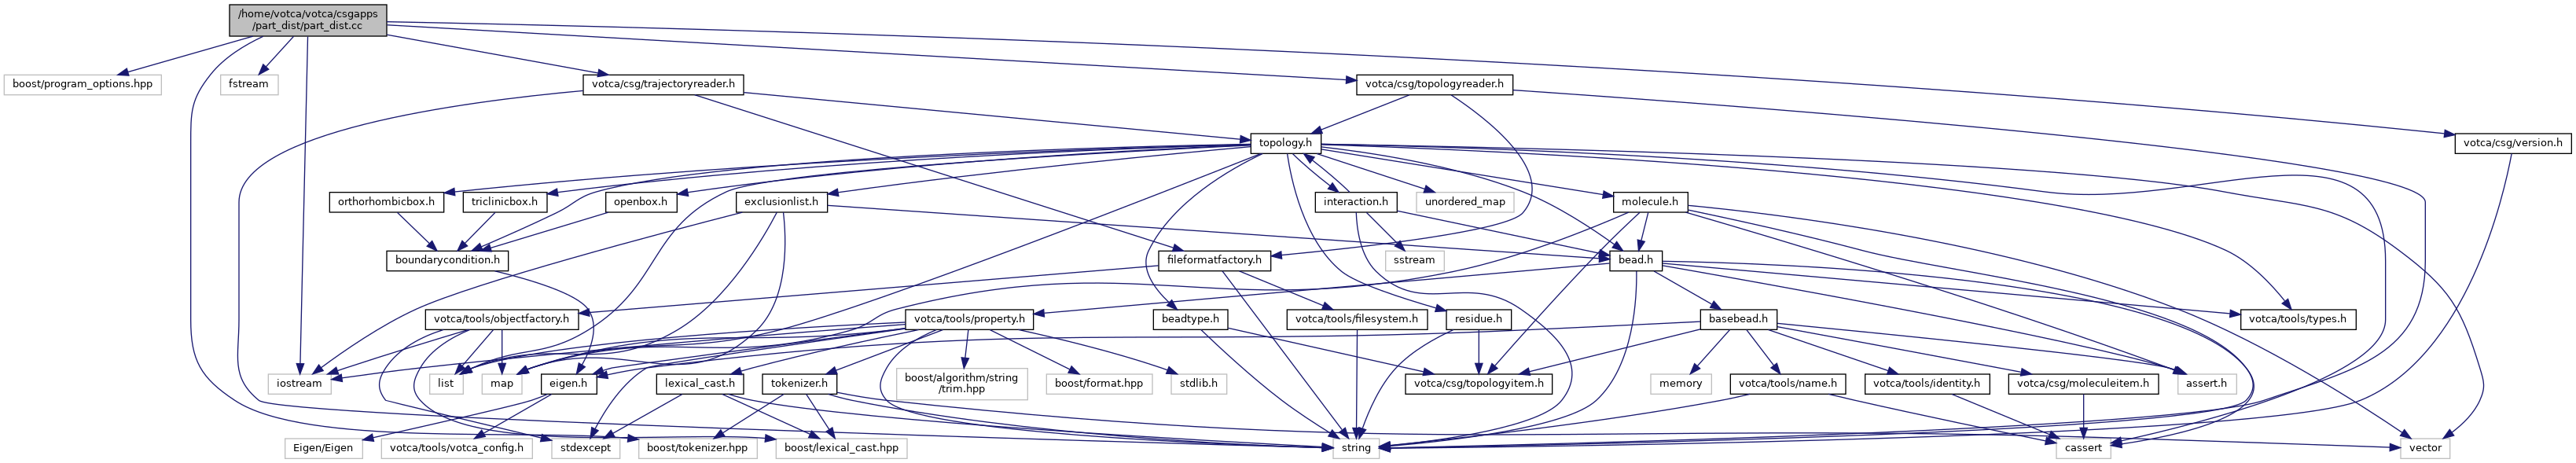 /home/votca/votca/csgapps
/part_dist/part_dist.cc
boost/program_options.hpp
fstream
votca/csg/trajectoryreader.h
votca/csg/topologyreader.h
topology.h
votca/csg/version.h
orthorhombicbox.h
triclinicbox.h
openbox.h
exclusionlist.h
interaction.h
unordered_map
molecule.h
boundarycondition.h
fileformatfactory.h
sstream
bead.h
votca/tools/objectfactory.h
votca/tools/property.h
beadtype.h
votca/tools/filesystem.h
residue.h
basebead.h
votca/tools/types.h
iostream
list
map
eigen.h
lexical_cast.h
tokenizer.h
boost/algorithm/string
/trim.hpp
boost/format.hpp
stdlib.h
votca/csg/topologyitem.h
memory
votca/tools/name.h
votca/tools/identity.h
votca/csg/moleculeitem.h
assert.h
Eigen/Eigen
votca/tools/votca_config.h
stdexcept
boost/tokenizer.hpp
boost/lexical_cast.hpp
string
cassert
vector